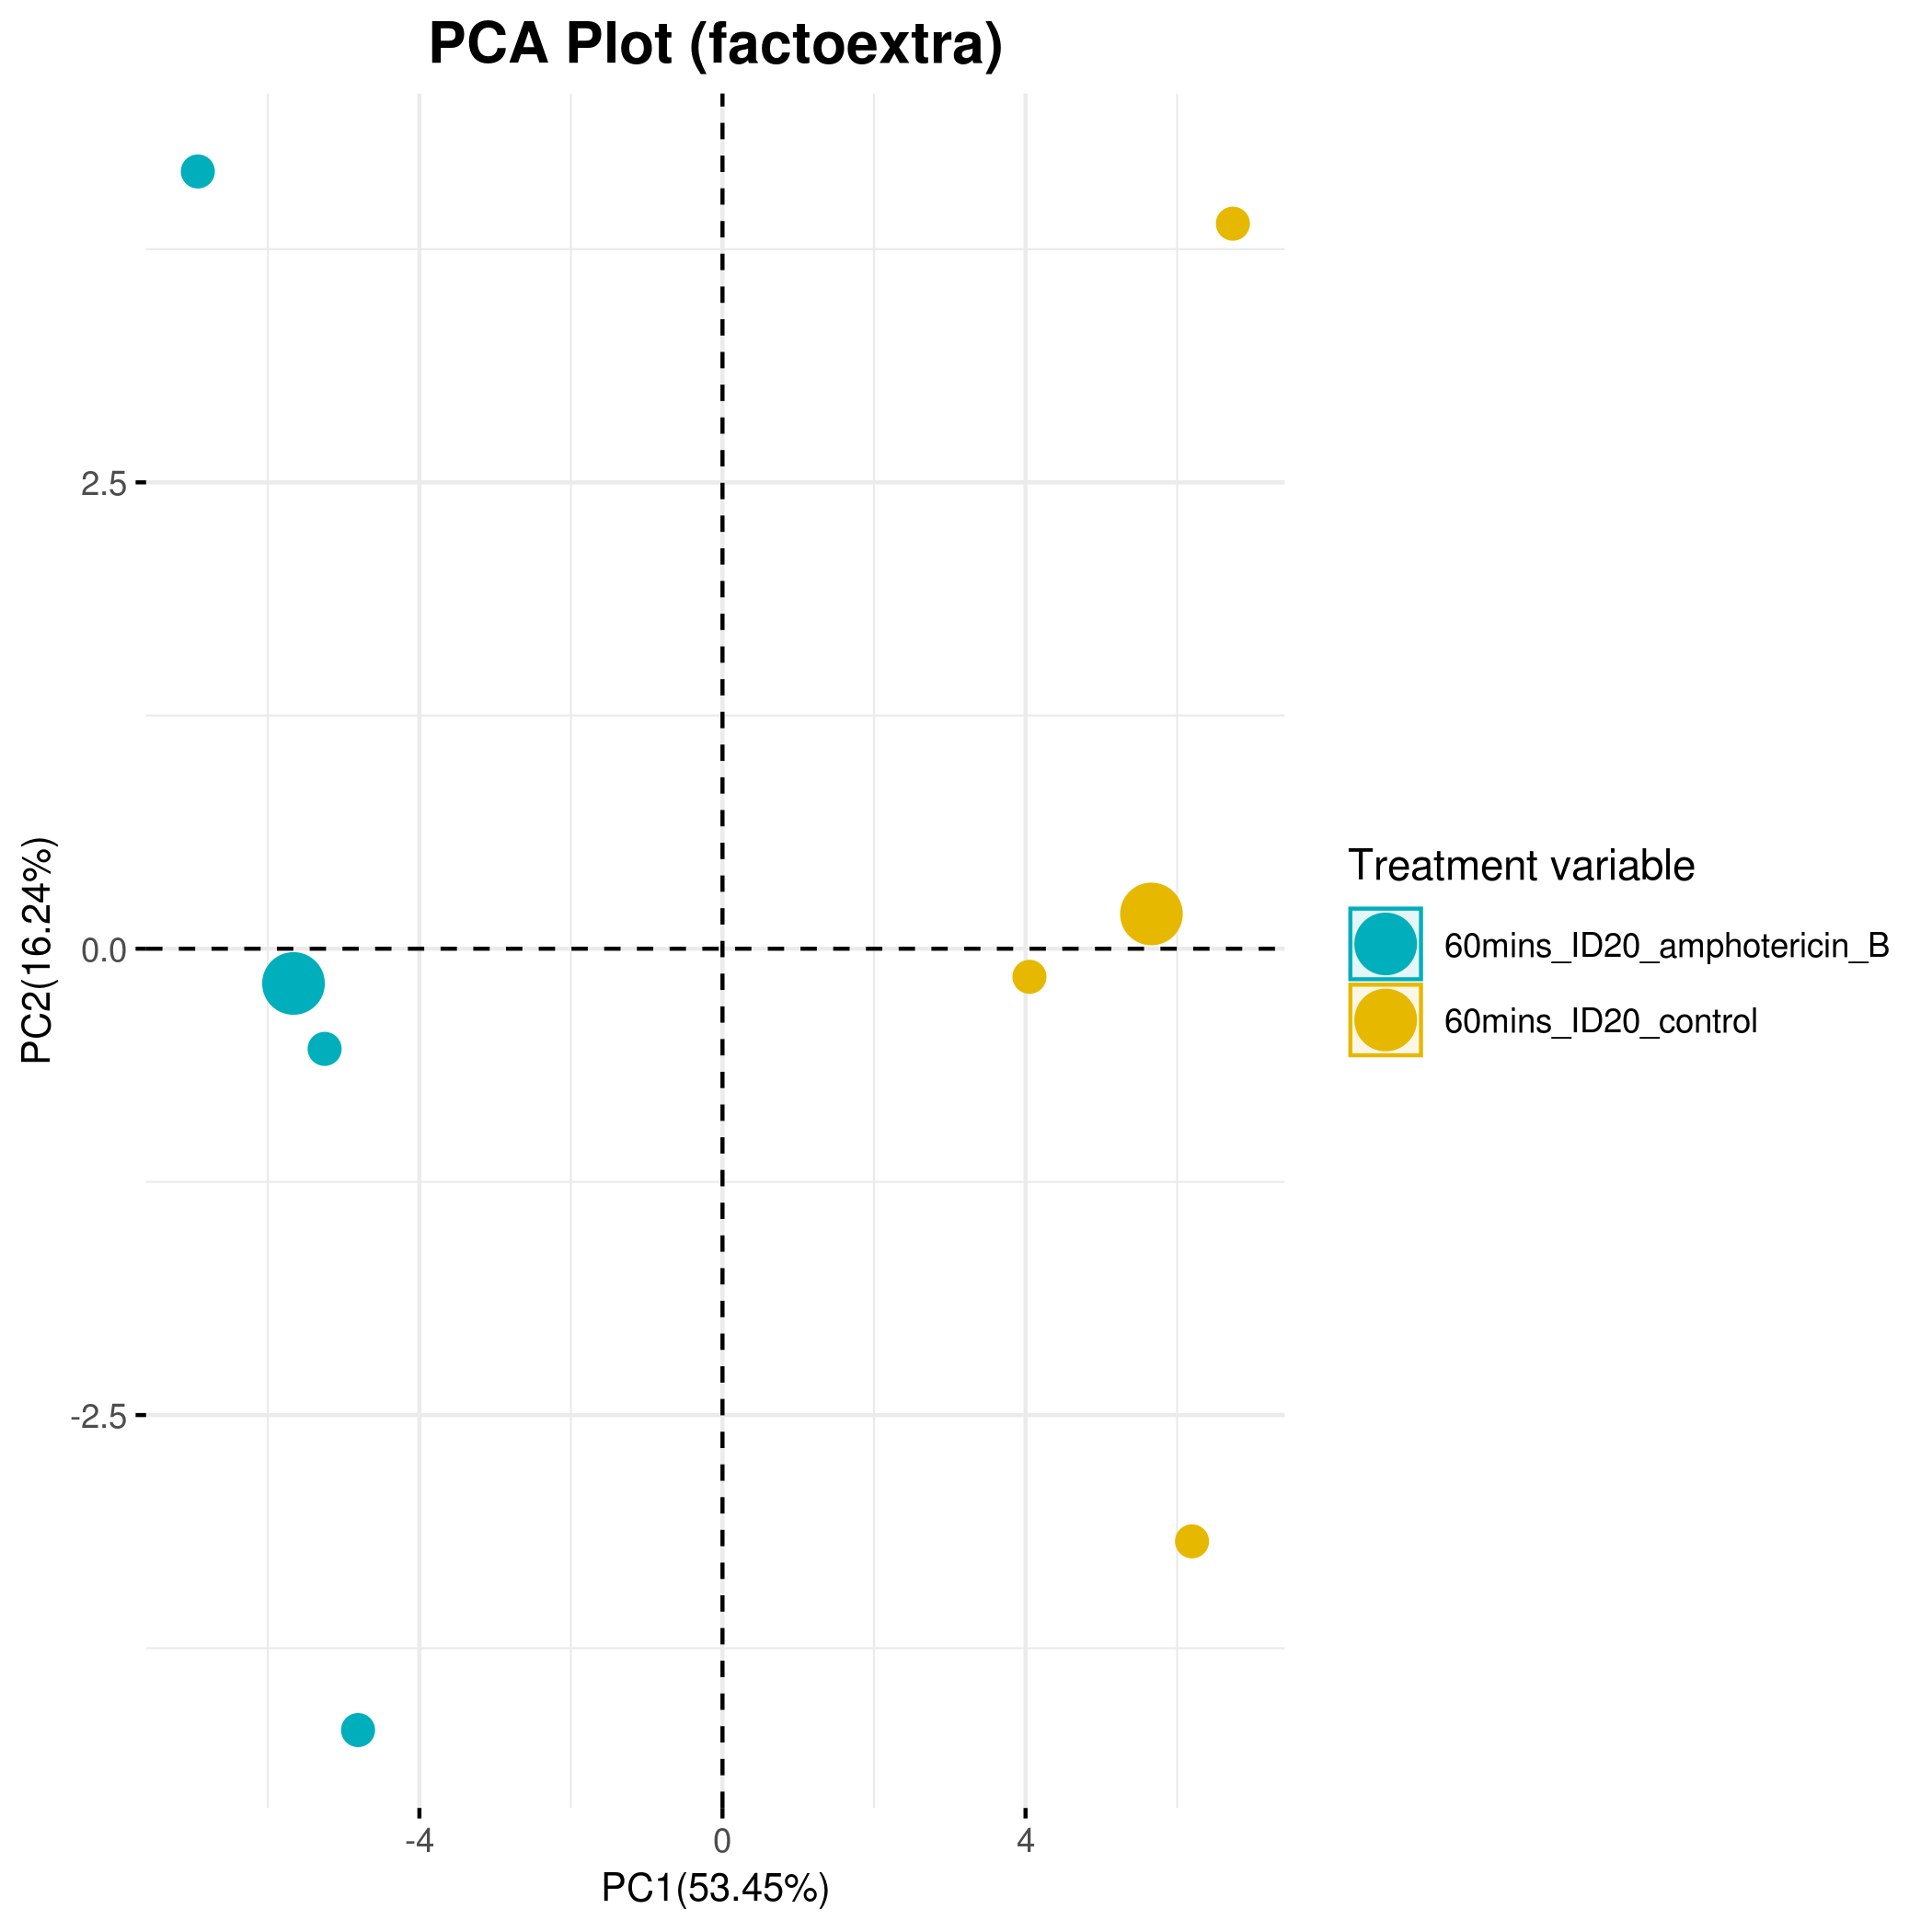 PCA Plot (factoextra)
2.5
0.0
-2.5
PC2(16.24%)
-4
0
4
PC1(53.45%)
Treatment variable
60mins_ID20_amphotericin_B
60mins_ID20_control